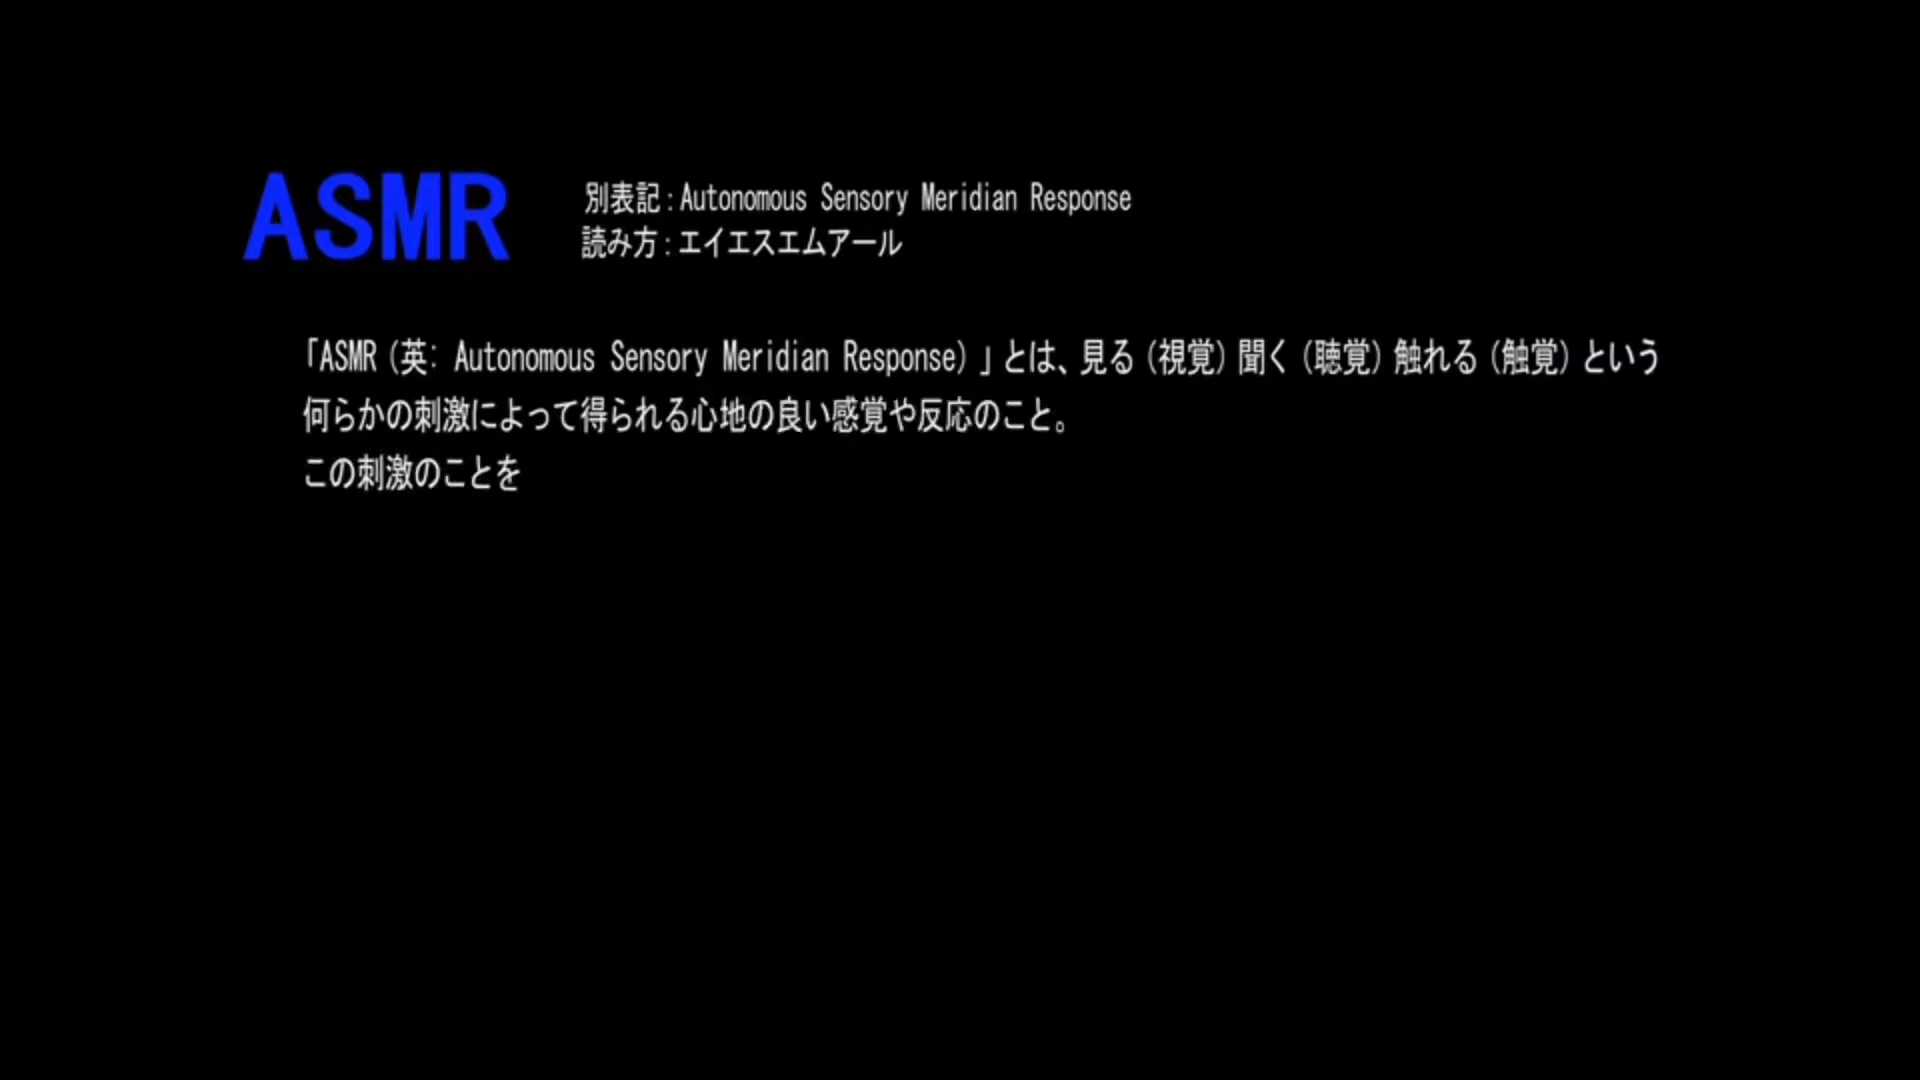 ASMR
別表記:Autonomous Sensory Meridian Response
読み方:エイエスエムアール
「ASMR(英: Autonomous Sensory Meridian Response)」とは、見る(視覚)聞く(聴覚)触れる(触覚)という
何らかの刺激によって得られる心地の良い感覚や反応のこと。
この刺激のことを